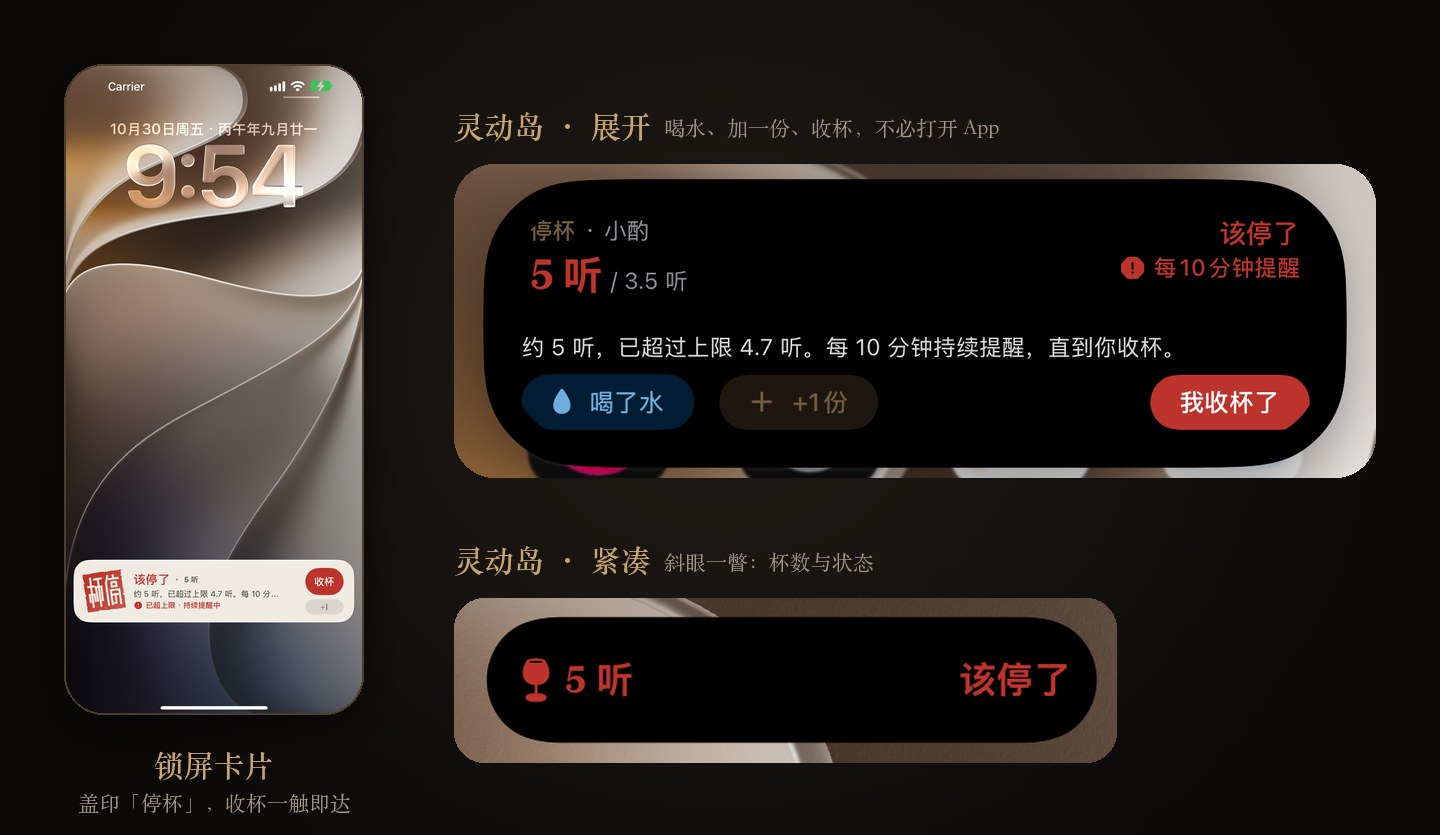 Carrier
10月30日周五 · 丙午年九月廿一
9:54
停杯
该停了 · 5 听
约 5 听，已超过上限 4.7 听。每 10 分…
已超上限 · 持续提醒中
收杯
+1
锁屏卡片
盖印「停杯」，收杯一触即达
灵动岛 · 展开 喝水、加一份、收杯，不必打开 App
停杯 · 小酌
5 听 / 3.5 听
该停了
每10分钟提醒
约 5 听，已超过上限 4.7 听。每 10 分钟持续提醒，直到你收杯。
喝了水
+1份
我收杯了
灵动岛 · 紧凑 斜眼一瞥：杯数与状态
5 听
该停了